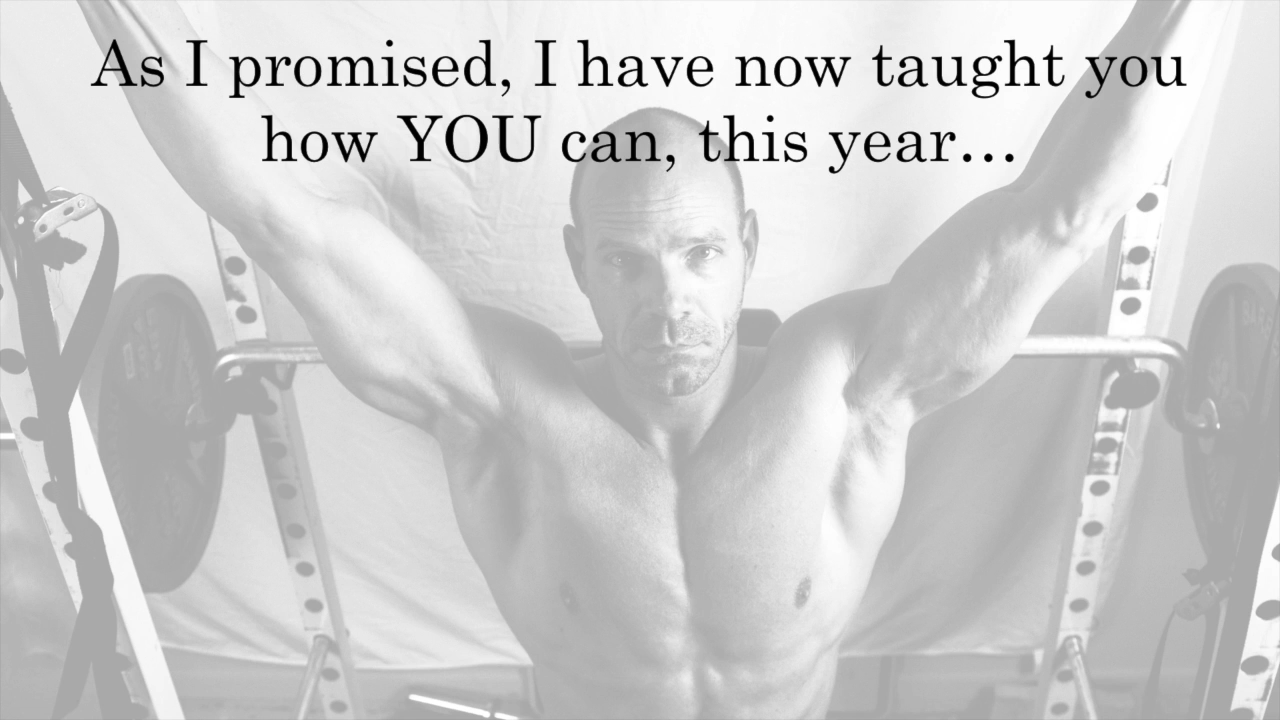 As I promised, I have now taught you
how YOU can, this year…